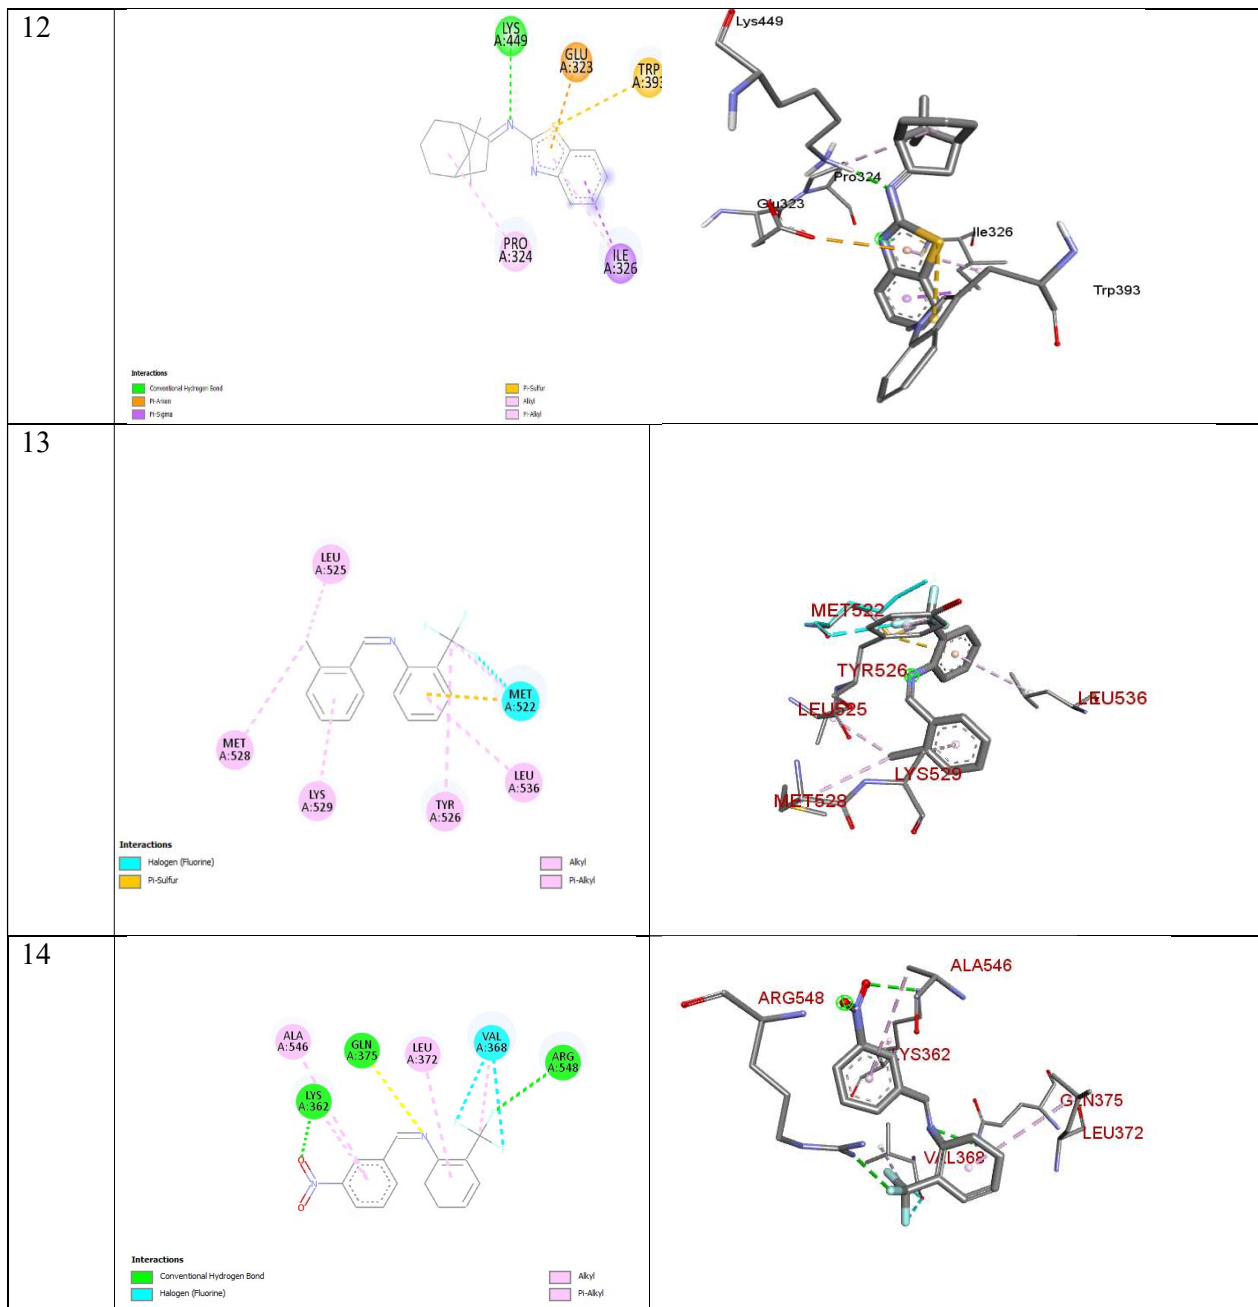 12
LYS
A:449
GLU
A:323
TRP
A:393
N
S
N
PRO
324
ILE
A:326
Interactions
Conventional Hydrogen Bond
Pi-Anion
Pi-Sigma
Pi-Sulfur
Alkyl
Pi-Alkyl
Lys449
Pro324
Glu323
Ile326
Trp393
13
LEU
A:525
N
MET
A:522
MET
A:528
LYS
A:529
TYR
A:526
LEU
A:536
Interactions
Halogen (Fluorine)
Pi-Sulfur
Alkyl
Pi-Alkyl
MET522
TYR526
LEU525
LEU536
LYS529
MET528
14
ALA
A:546
GLN
A:375
LEU
A:372
VAL
A:368
ARG
A:548
LYS
A:362
O
N
O
N
Interactions
Conventional Hydrogen Bond
Halogen (Fluorine)
Alkyl
Pi-Alkyl
ALA546
ARG548
LYS362
GLN375
LEU372
VAL368